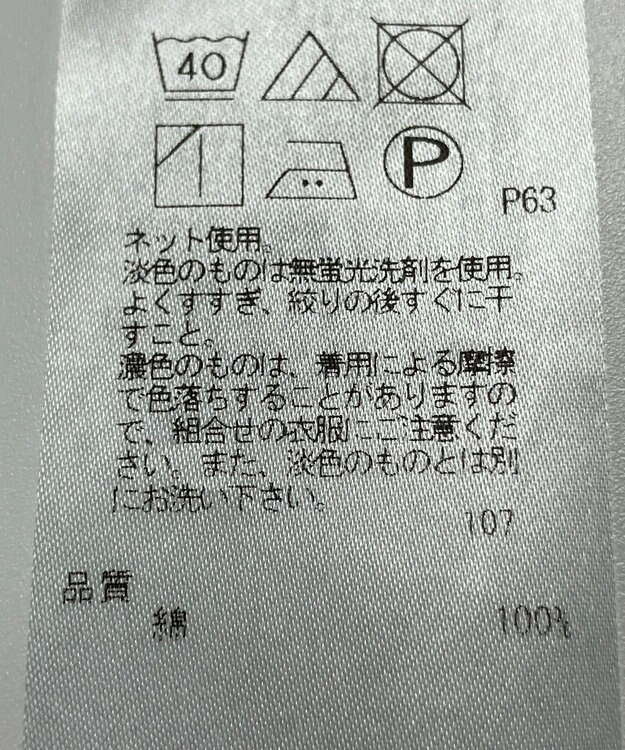 40
P
P63
ネット使用。
淡色のものは無蛍光洗剤を使用。
よくすすぎ、絞りの後すぐに干
すこと。
濃色のものは、着用による摩擦
で色落ちすることがありますの
で、組合せの衣服にご注意くだ
さい。また、淡色のものとは別
にお洗い下さい。
107
品質
綿 100%